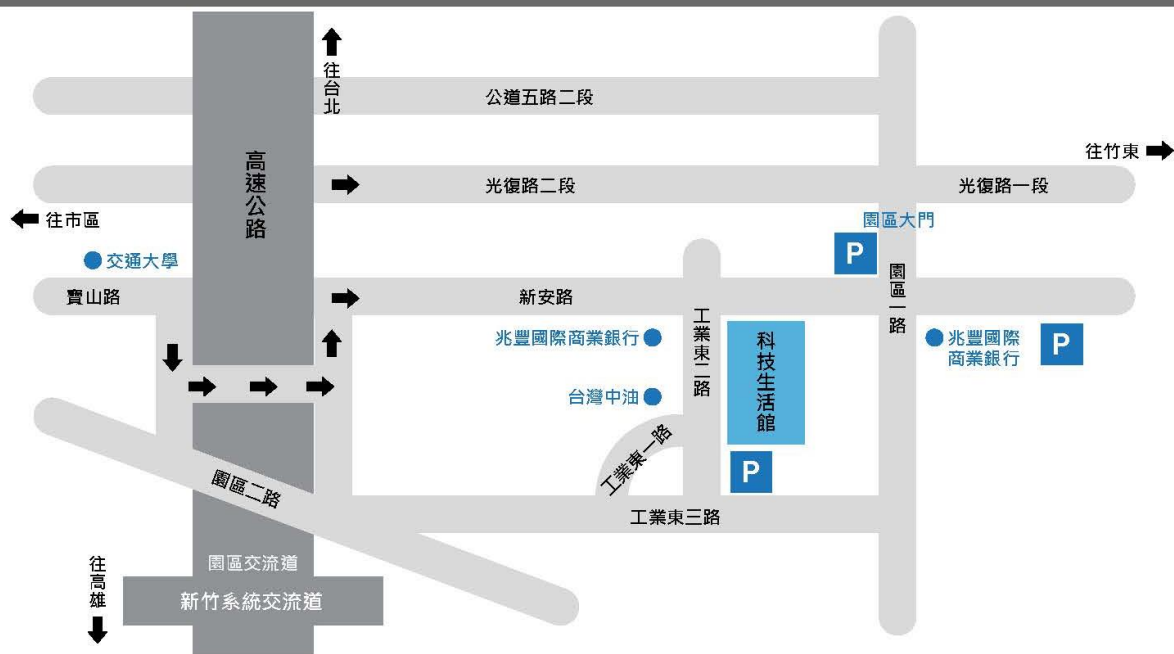 往台北
公道五路二段
往竹東
高速公路
光復路二段
光復路一段
往市區
園區大門
P
交通大學
園區一路
寶山路
新安路
工業東二路
兆豐國際商業銀行
科技生活館
兆豐國際
商業銀行
P
台灣中油
工業東一路
P
園區二路
工業東三路
園區交流道
往高雄
新竹系統交流道